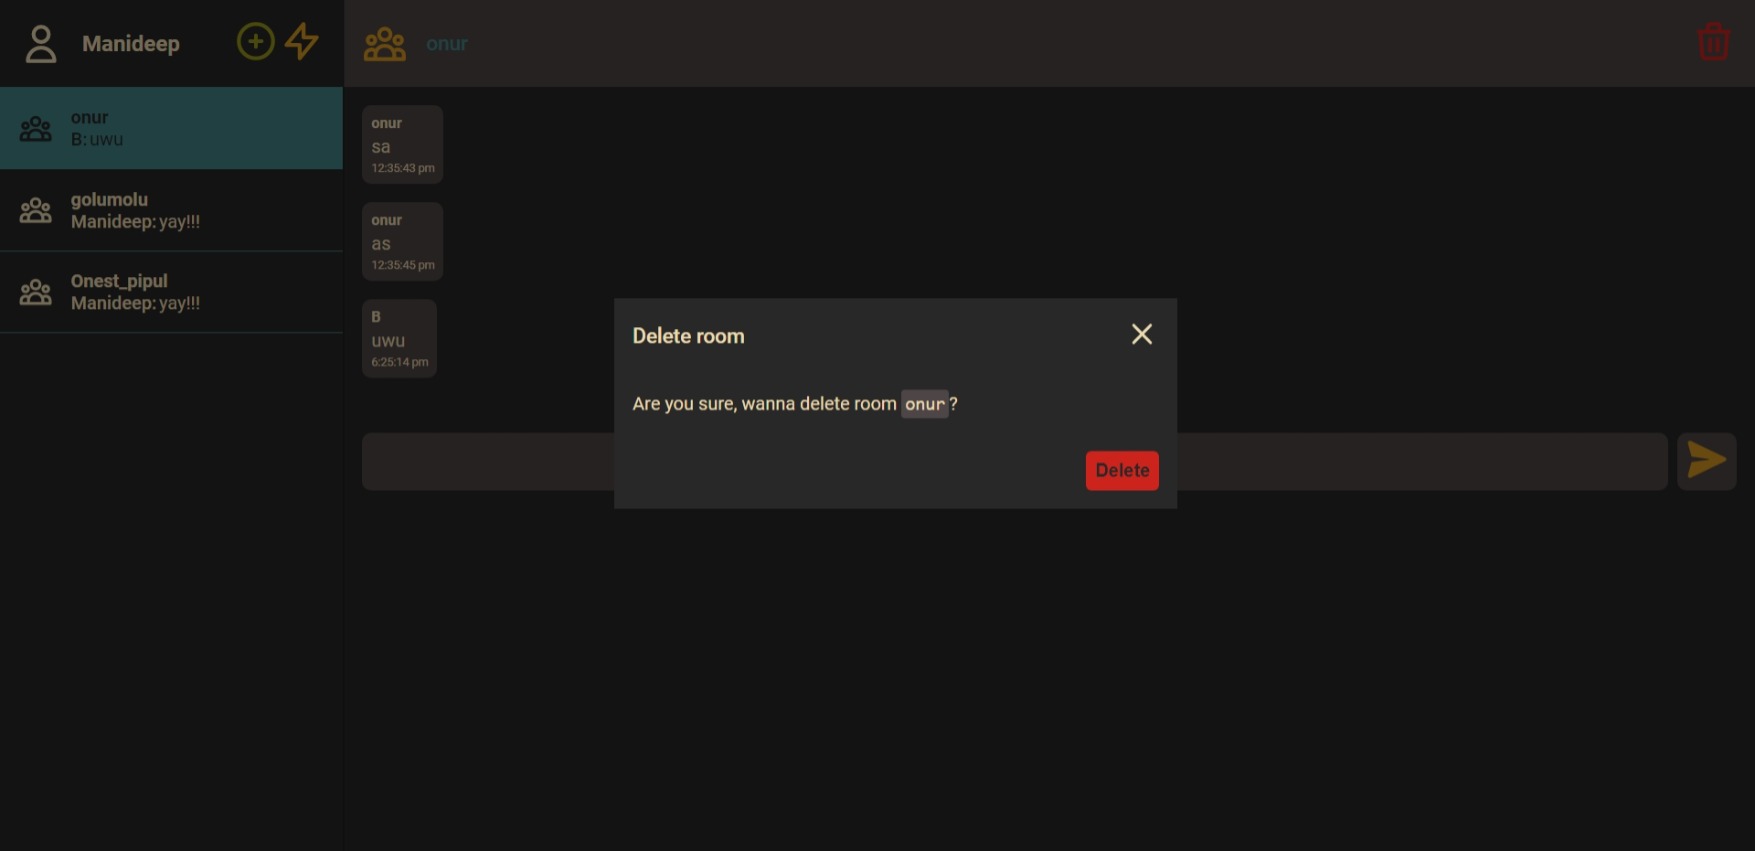 Manideep
onur
B: uwu
golumolu
Manideep: yay!!!
Onest_pipul
Manideep: yay!!!
onur
onur
sa
12:35:43 pm
onur
as
12:35:45 pm
B
uwu
6:25:14 pm
Delete room
Are you sure, wanna delete room onur?
Delete